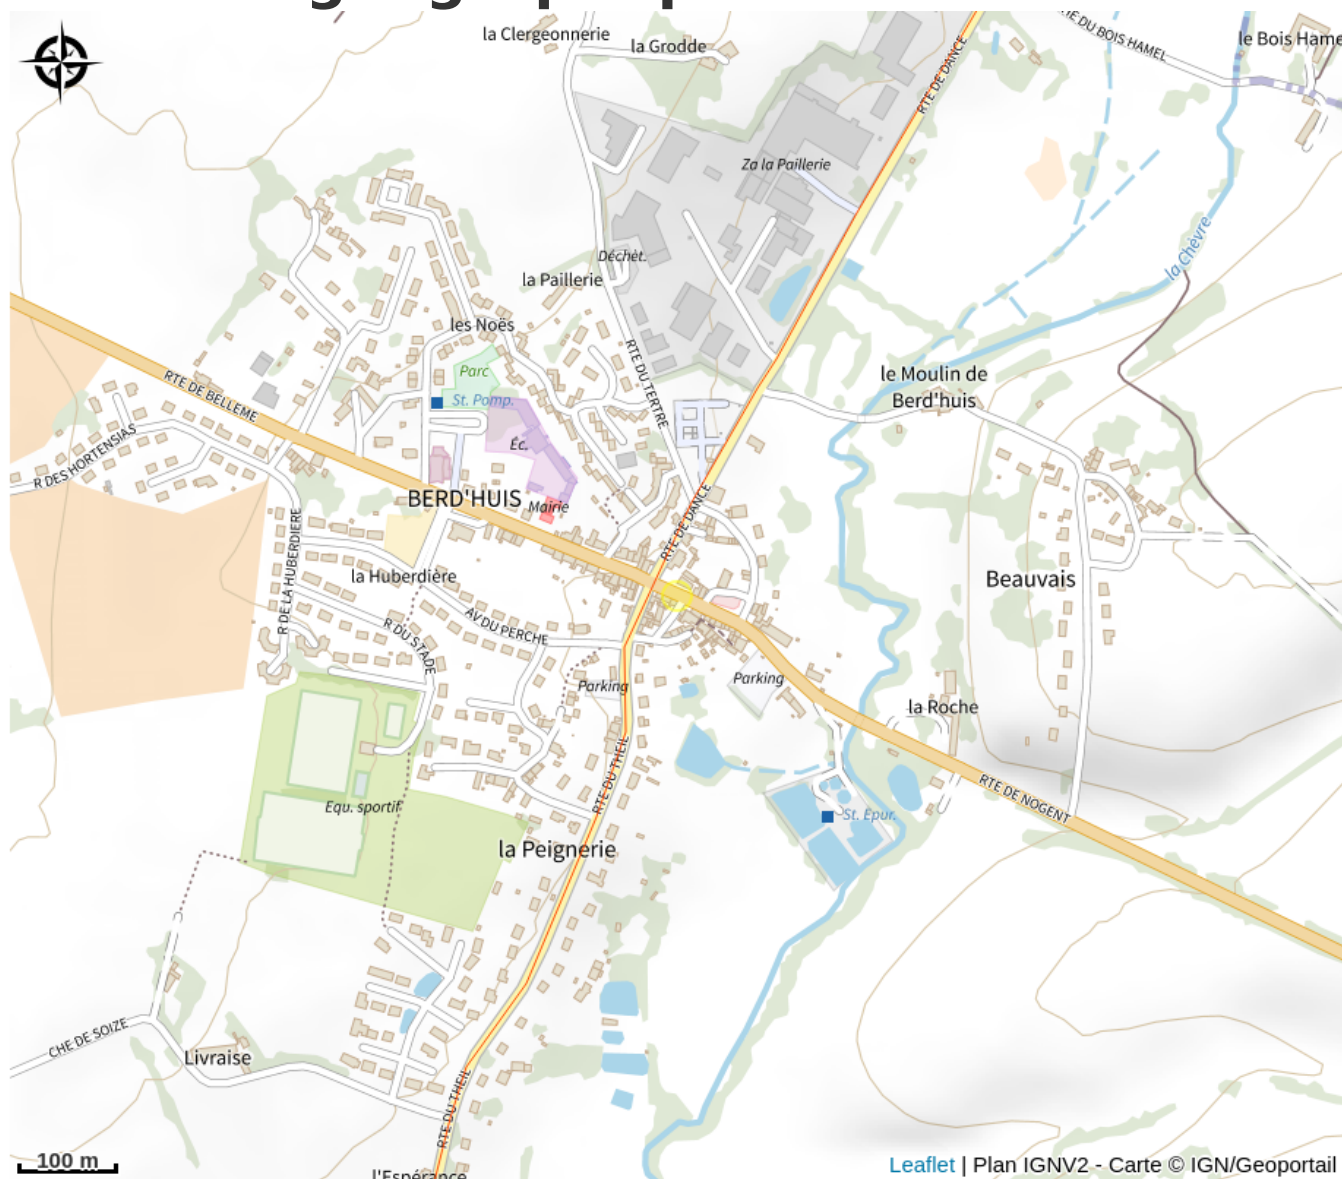 la Clergeonnerie
la Grodde
RTE DE DANCE
DU BOIS HAMEL
le Bois Hame
Za la Paillerie
la Chèvre
Déchèt.
la Paillerie
les Noës
RTE DU TERTRE
Parc
St. Pomp.
RTE DE BELLEME
le Moulin de
Berd'huis
R DES HORTENSIAS
Éc.
BERD'HUIS
Mairie
RTE DE DANCE
R DE LA HUBERDIERE
la Huberdière
Beauvais
AV DU PERCHE
R DU STADE
Parking
Parking
la Roche
RTE DU THEIL
RTE DE NOGENT
Equ. sportif
St. Epur.
la Peignerie
CHE DE SOIZE
Livraise
RTE DU THEIL
100 m
l'Espérance
Leaflet | Plan IGNV2 - Carte © IGN/Geoportail